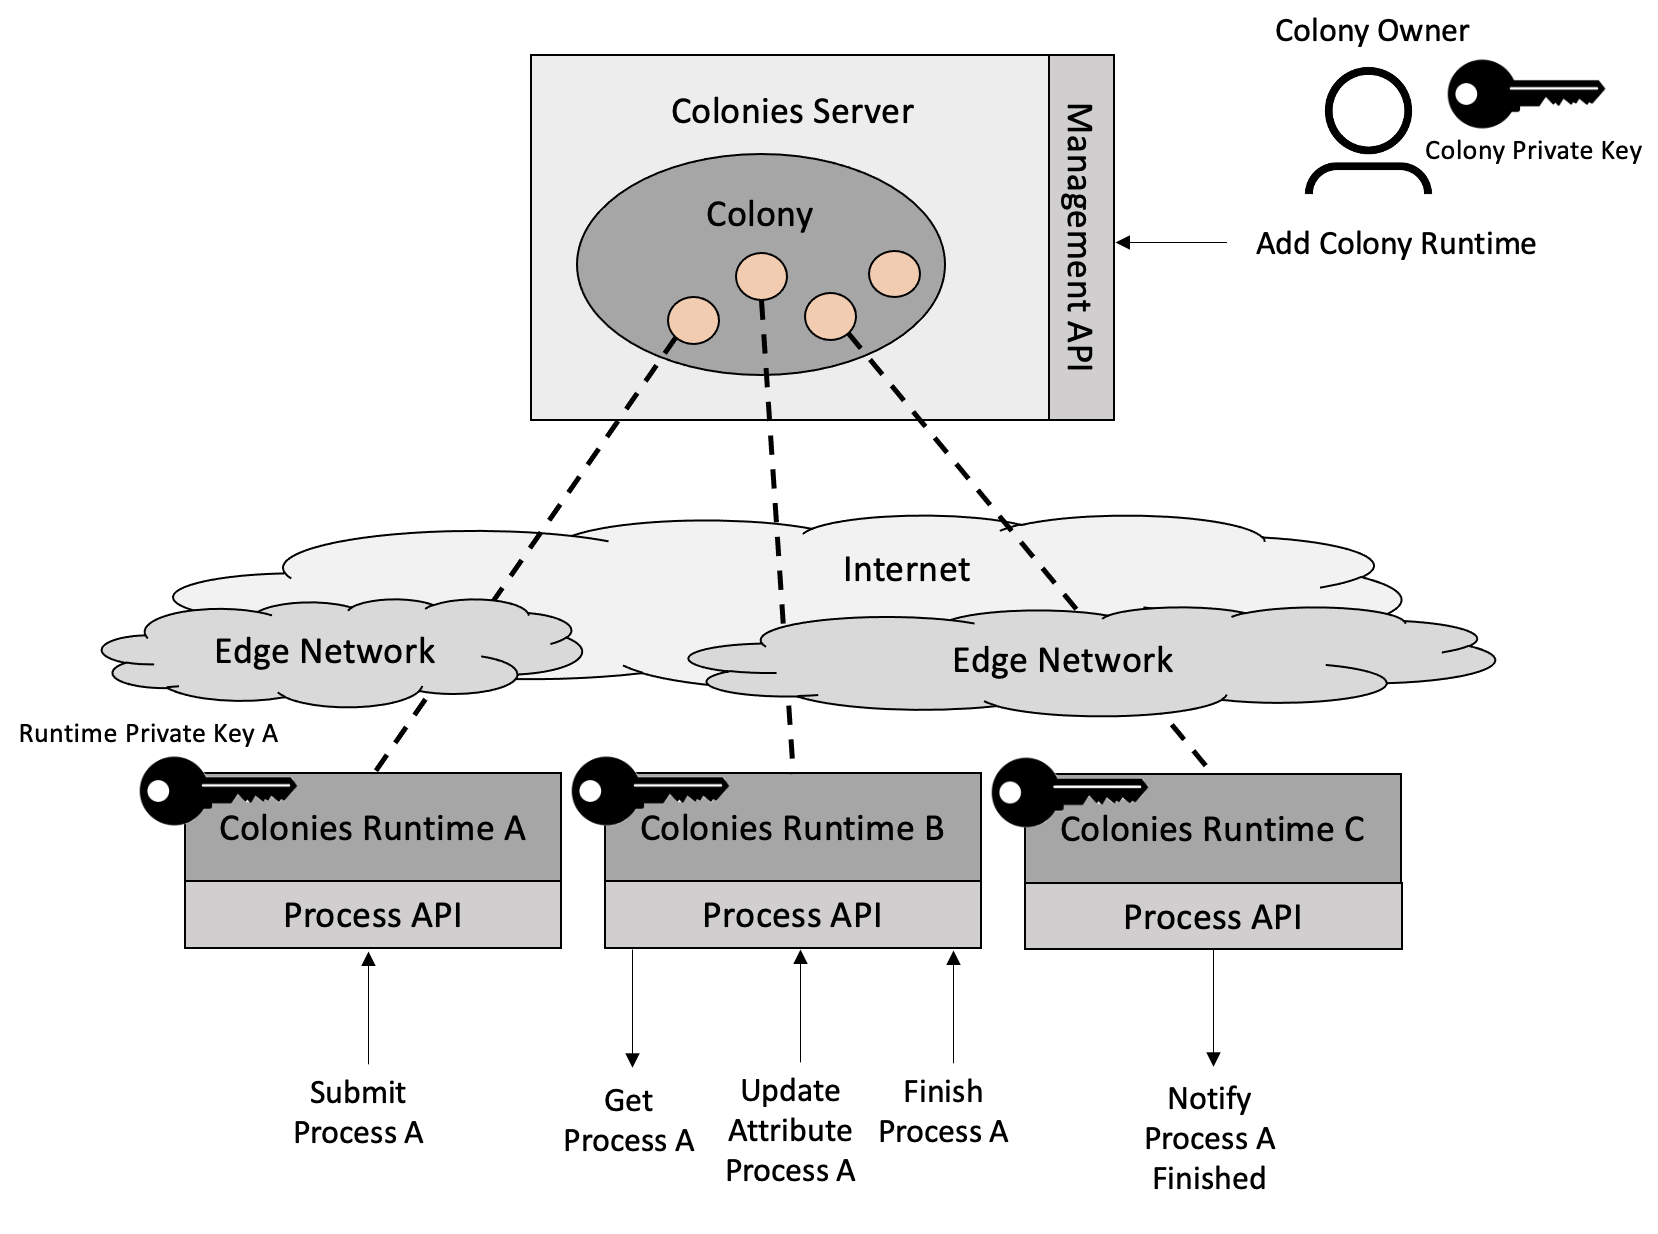 Colony Owner
Colony Private Key
Colonies Server
Colony
Management API
Add Colony Runtime
Internet
Edge Network
Edge Network
Runtime Private Key A
Colonies Runtime A
Process API
Colonies Runtime B
Process API
Colonies Runtime C
Process API
Submit
Process A
Get
Process A
Update
Attribute
Process A
Finish
Process A
Notify
Process A
Finished